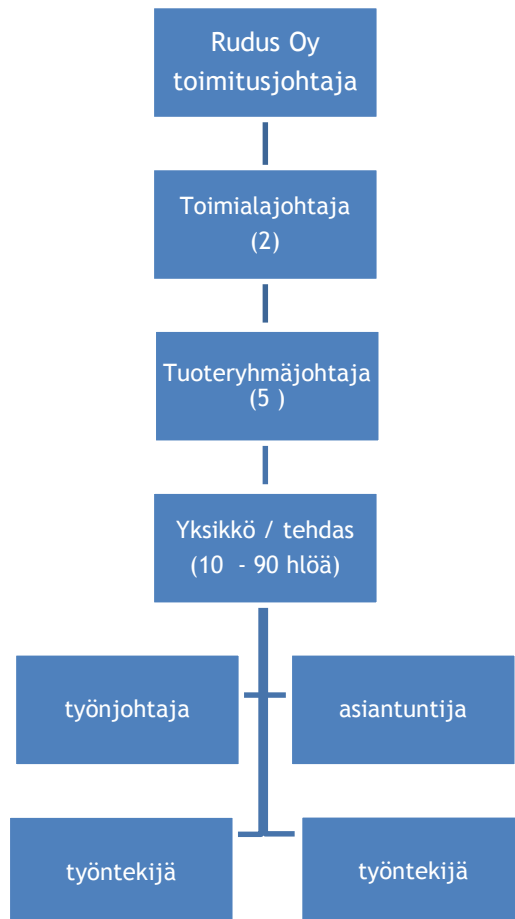 Rudus Oy
toimitusjohtaja
Toimialajohtaja
(2)
Tuoteryhmäjohtaja
(5 )
Yksikkö / tehdas
(10 - 90 hlöä)
työnjohtaja
asiantuntija
työntekijä
työntekijä